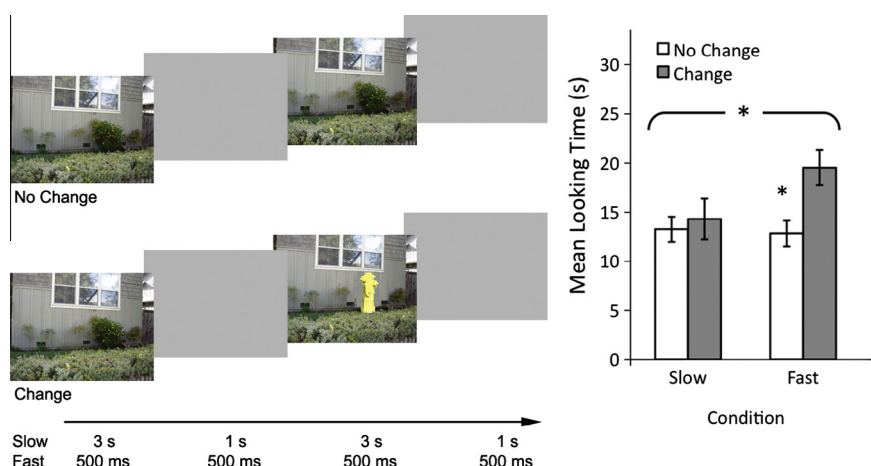 No Change
Change
Slow 3 s 1 s 3 s 1 s
Fast 500 ms 500 ms 500 ms 500 ms
No Change
Change
*
*
Mean Looking Time (s)
30
25
20
15
10
5
0
Slow Fast
Condition